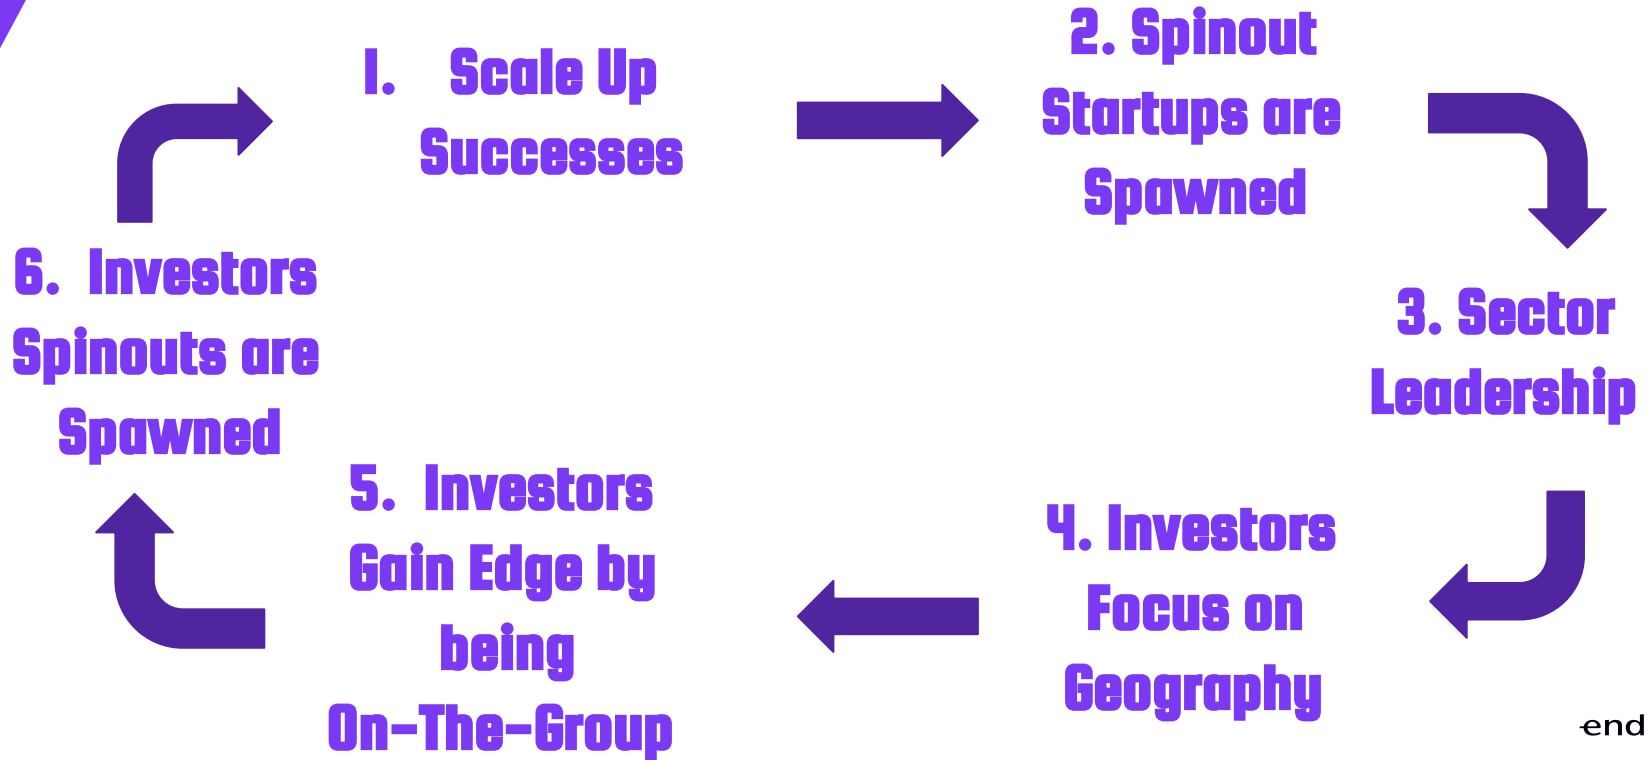 1. Scale Up
Successes
2. Spinout
Startups are
Spawned
3. Sector
Leadership
4. Investors
Focus on
Geography
5. Investors
Gain Edge by
being
On-The-Group
6. Investors
Spinouts are
Spawned
end